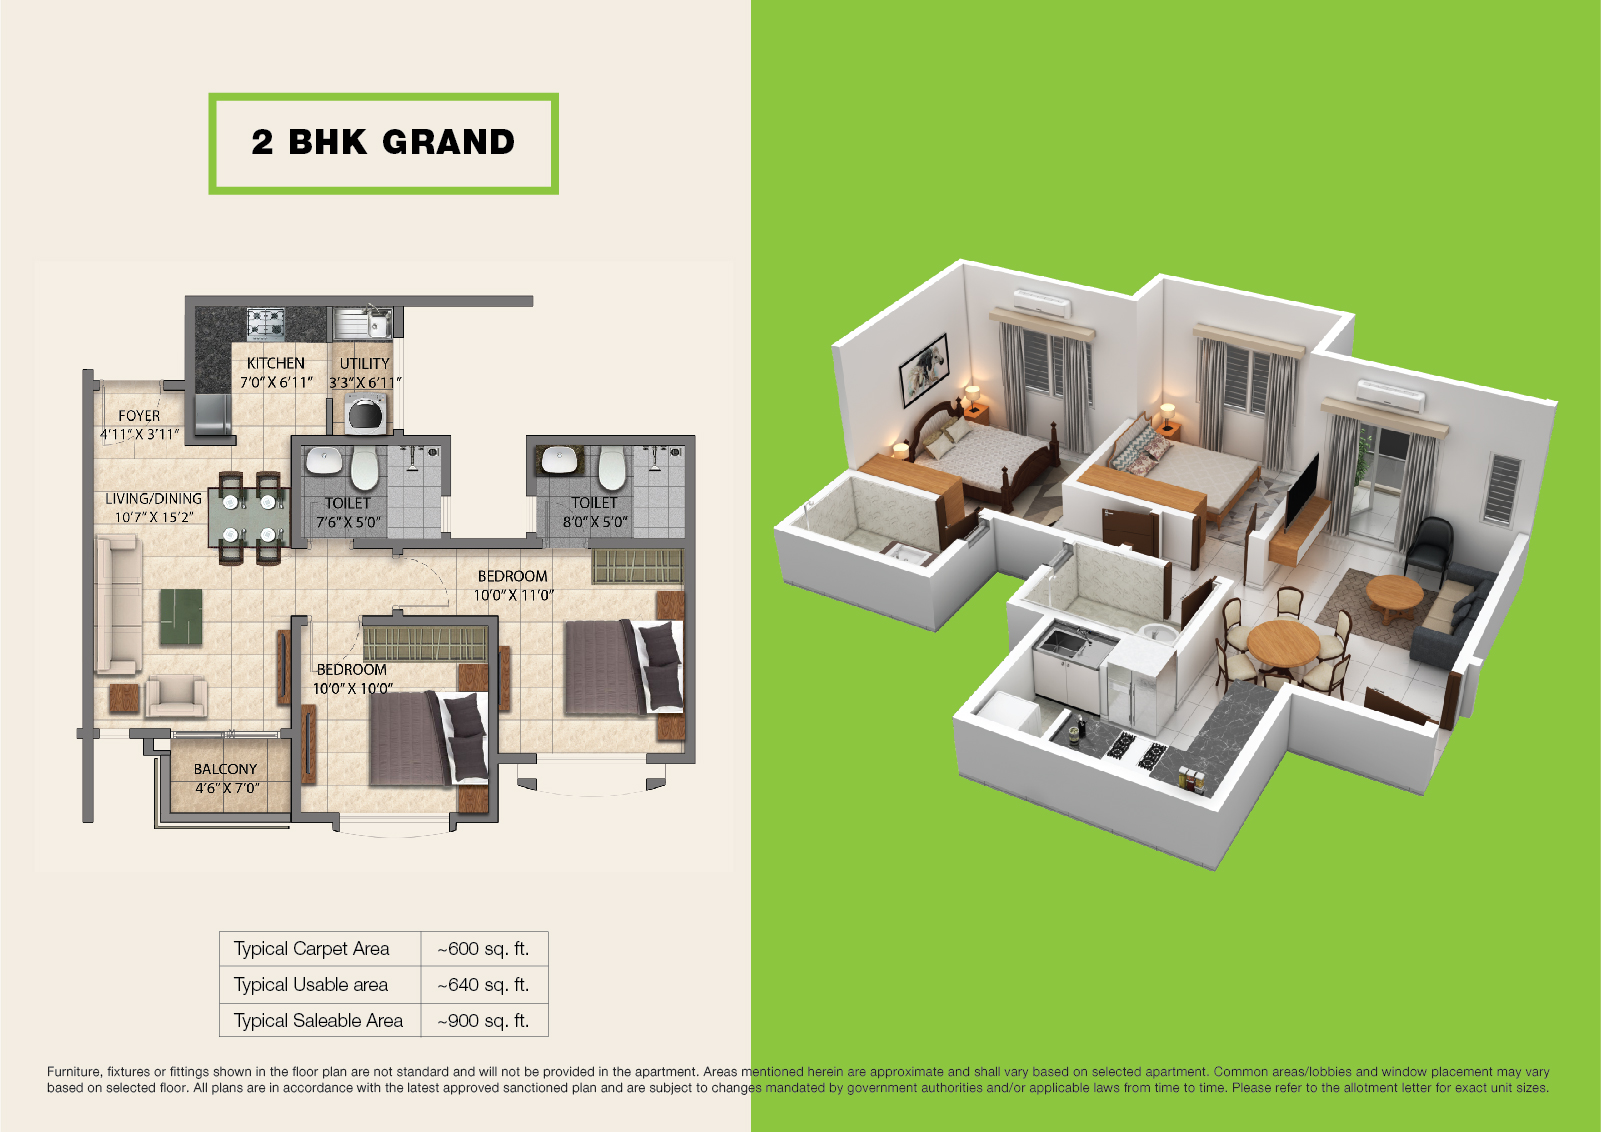 2 BHK GRAND
KITCHEN
7'0" X 6'11"
UTILITY
3'3" X 6'11"
FOYER
4'11" X 3'11"
LIVING/DINING
10'7" X 15'2"
TOILET
7'6" X 5'0"
TOILET
8'0" X 5'0"
BEDROOM
10'0" X 11'0"
BEDROOM
10'0" X 10'0"
BALCONY
4'6" X 7'0"
Typical Carpet Area ~600 sq. ft.
Typical Usable area ~640 sq. ft.
Typical Saleable Area ~900 sq. ft.
Furniture, fixtures or fittings shown in the floor plan are not standard and will not be provided in the apartment. Areas mentioned herein are approximate and shall vary based on selected apartment. Common areas/lobbies and window placement may vary
based on selected floor. All plans are in accordance with the latest approved sanctioned plan and are subject to changes mandated by government authorities and/or applicable laws from time to time. Please refer to the allotment letter for exact unit sizes.